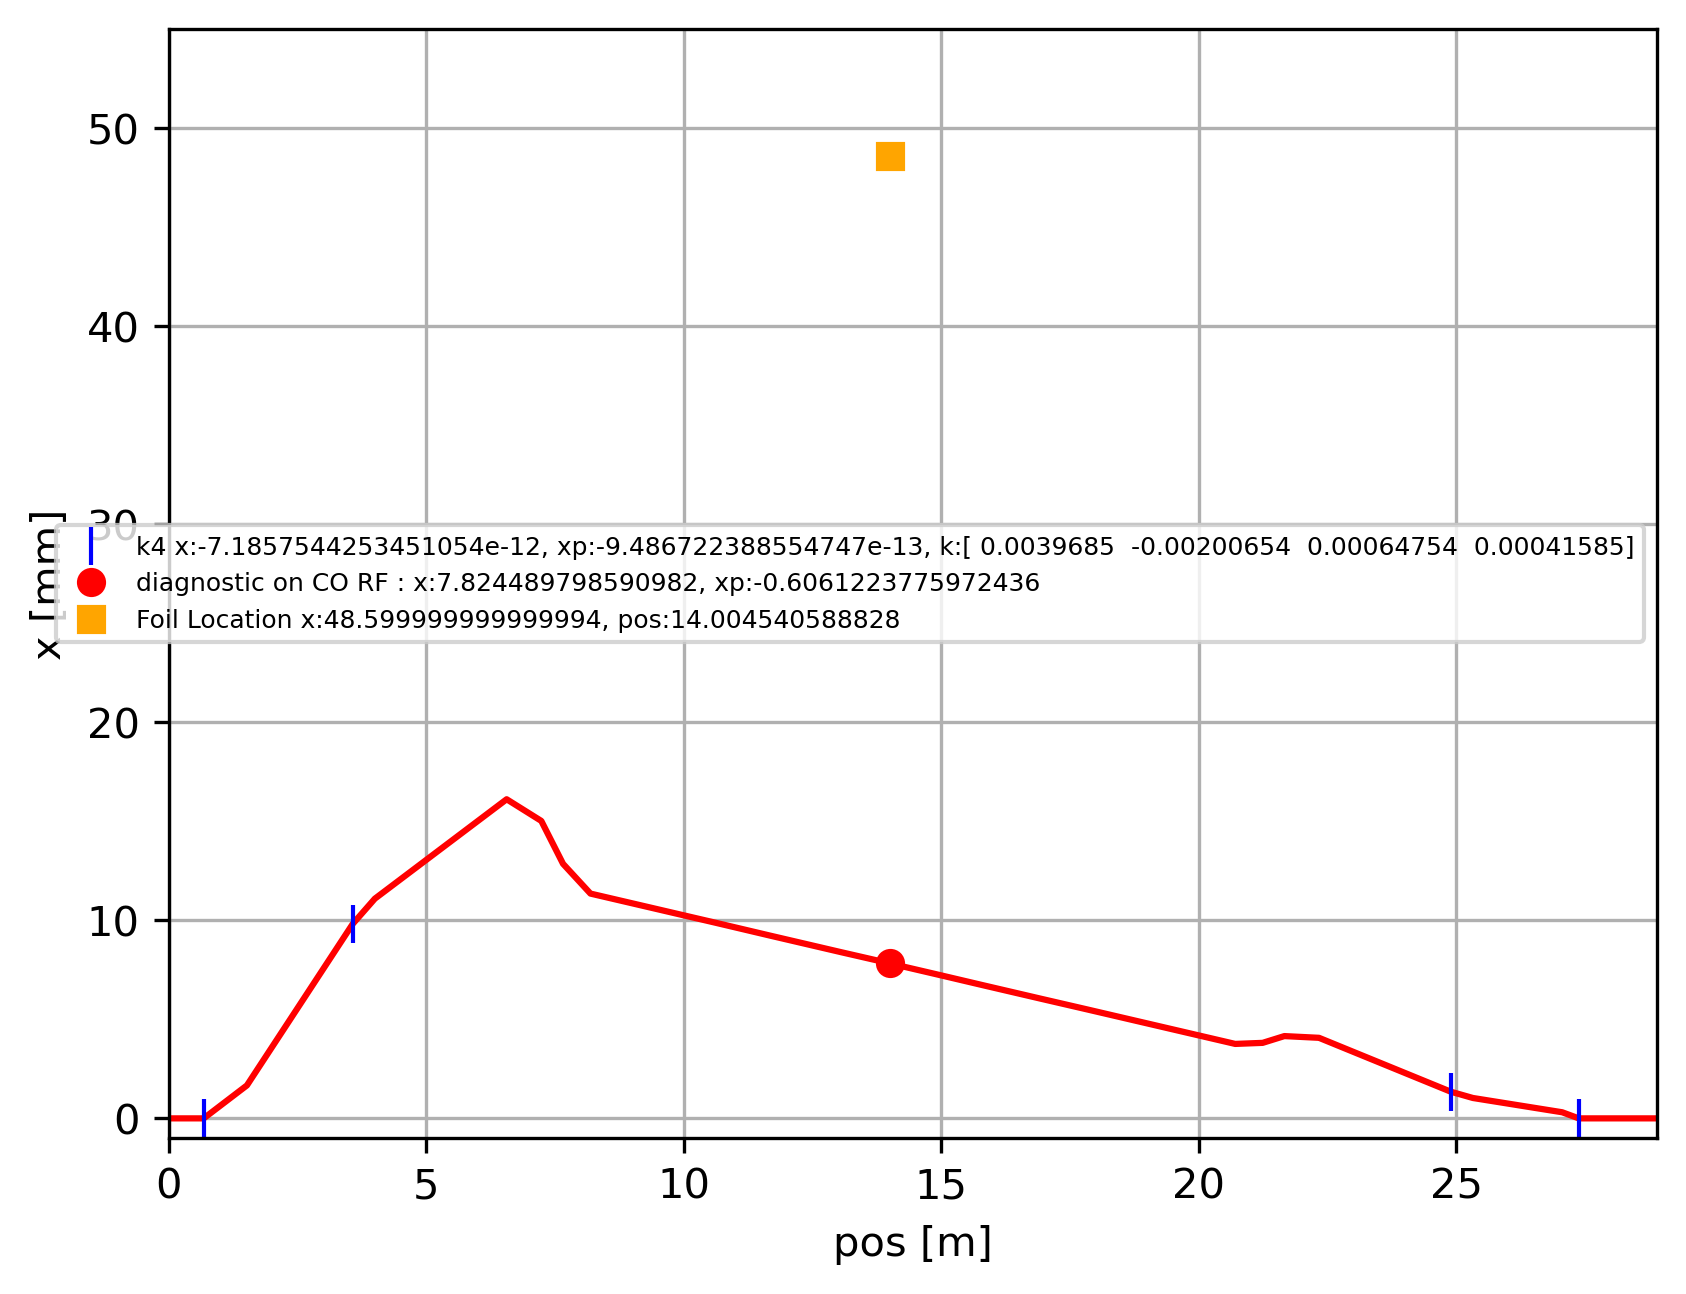 50
40
30
k4 x:-7.1857544253451054e-12, xp:-9.486722388554747e-13, k:[ 0.0039685  -0.00200654  0.00064754  0.00041585]
diagnostic on CO RF : x:7.824489798590982, xp:-0.6061223775972436
Foil Location x:48.599999999999994, pos:14.004540588828
x [mm]
20
10
0
0 5 10 15 20 25
pos [m]